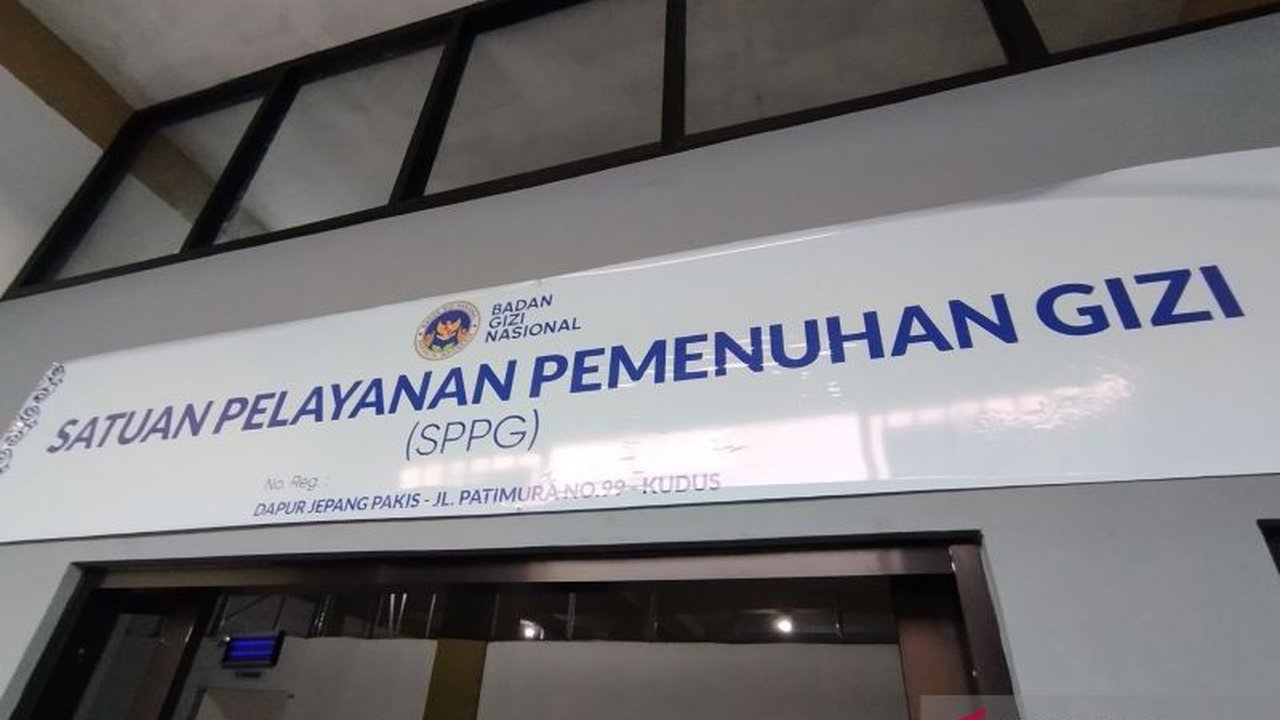 BADAN
GIZI
NASIONAL
SATUAN PELAYANAN PEMENUHAN GIZI
(SPPG)
No. Reg. :
DAPUR JEPANG PAKIS - JL. PATIMURA NO.99 - KUDUS